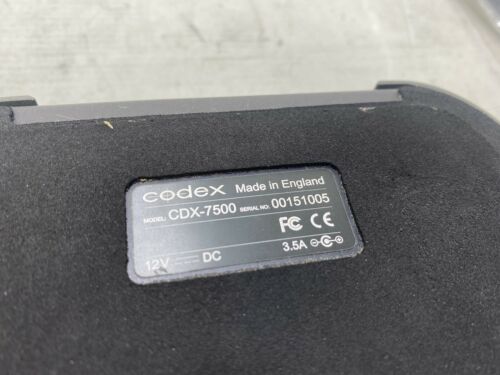 codex Made in England
MODEL: CDX-7500 SERIAL NO: 00151005
FC CE
12V DC 3.5A